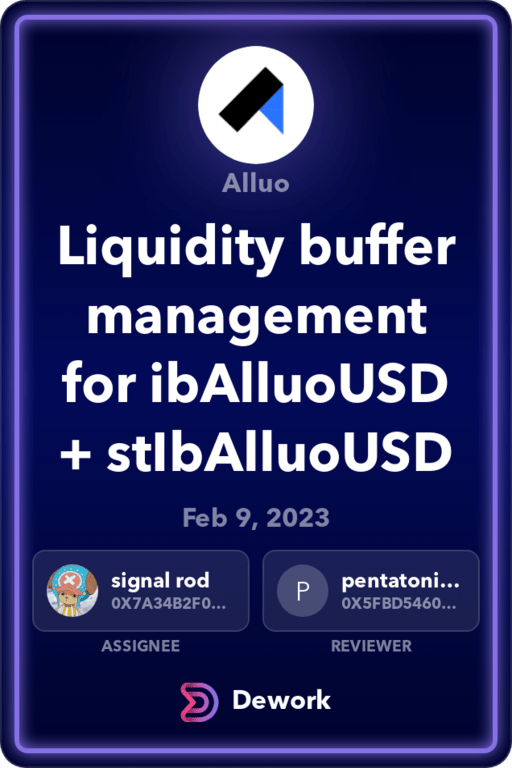 Alluo
Liquidity buffer
management
for ibAlluoUSD
+ stIbAlluoUSD
Feb 9, 2023
signal rod
0X7A34B2F0...
ASSIGNEE
P
pentatoni...
0X5FBD5460...
REVIEWER
Dework